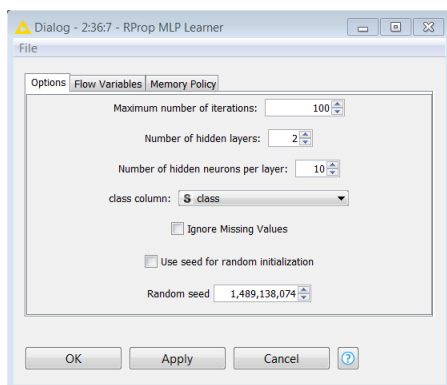 Dialog - 2:36:7 - RProp MLP Learner
File
Options Flow Variables Memory Policy
Maximum number of iterations: 100
Number of hidden layers: 2
Number of hidden neurons per layer: 10
class column: S class
Ignore Missing Values
Use seed for random initialization
Random seed 1,489,138,074
OK Apply Cancel ?